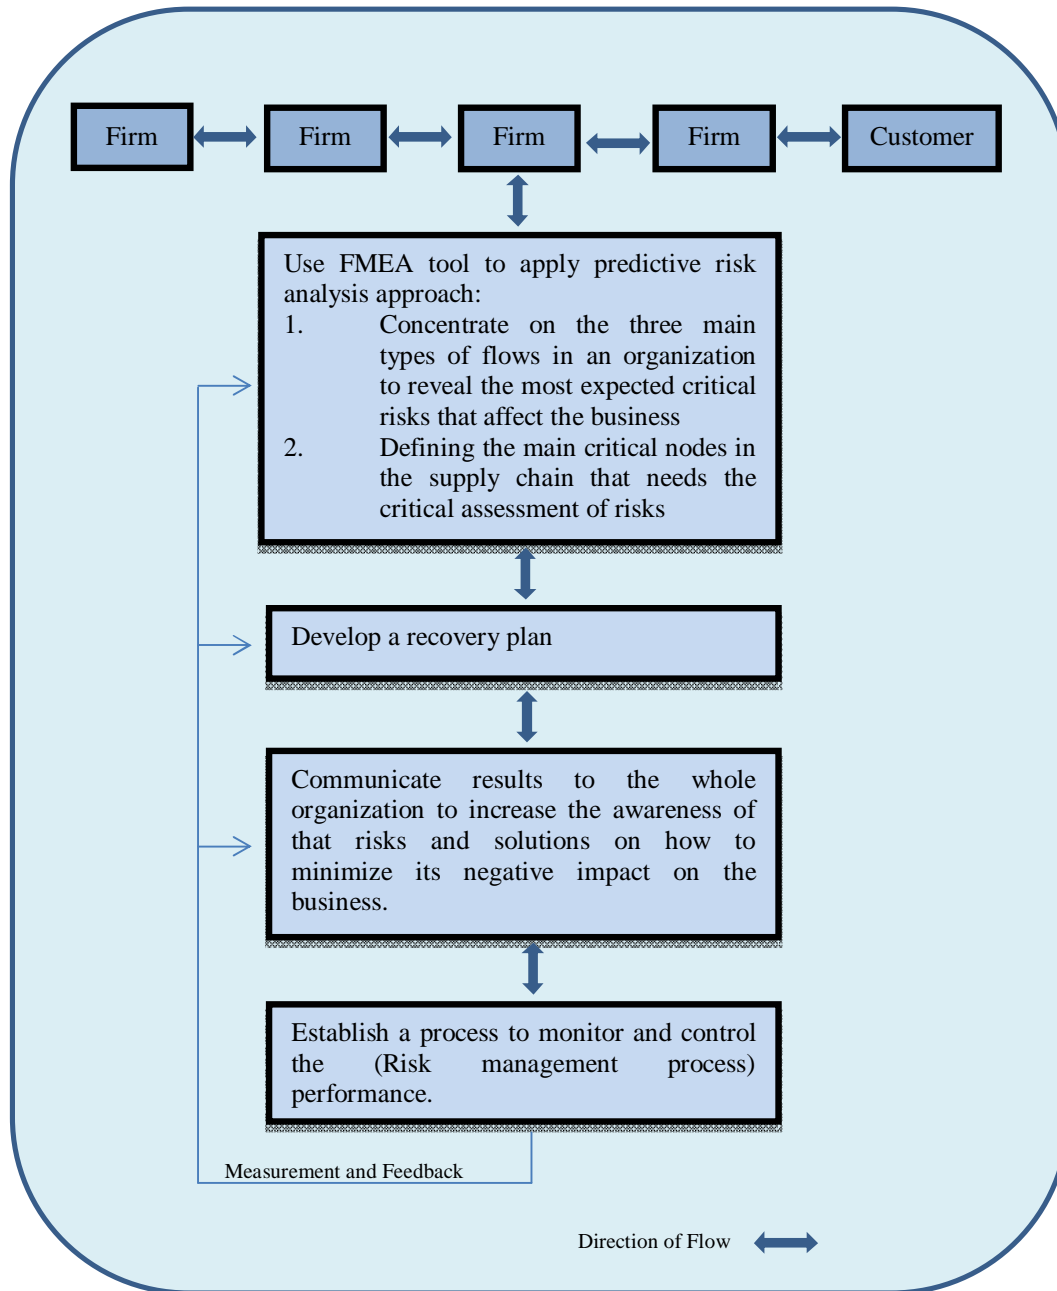 Firm
Firm
Firm
Firm
Customer
Use FMEA tool to apply predictive risk
analysis approach:
1. Concentrate on the three main
types of flows in an organization
to reveal the most expected critical
risks that affect the business
2. Defining the main critical nodes in
the supply chain that needs the
critical assessment of risks
Develop a recovery plan
Communicate results to the whole
organization to increase the awareness of
that risks and solutions on how to
minimize its negative impact on the
business.
Establish a process to monitor and control
the (Risk management process)
performance.
Measurement and Feedback
Direction of Flow